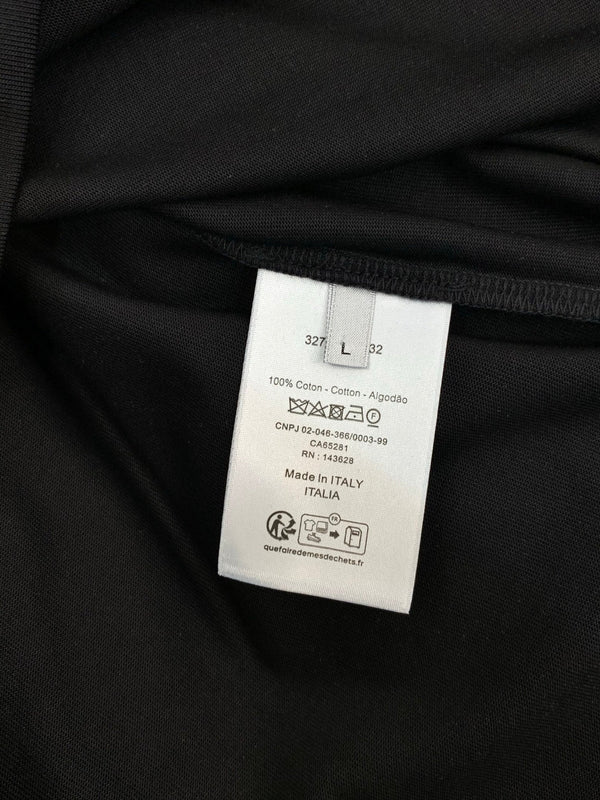 327 32
L
100% Coton - Cotton - Algodão
CNPJ 02-046-366/0003-99
CA65281
RN : 143628
Made In ITALY
ITALIA
FR
quefairedemesdechets.fr